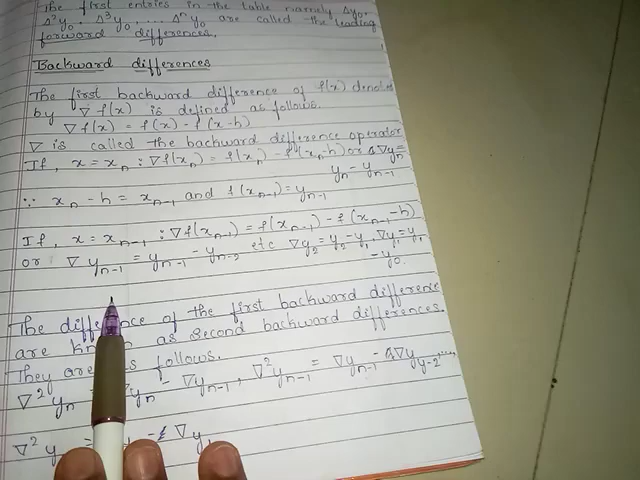 The first entries in the table namely Δy₀,
Δ²y₀, Δ³y₀, .... Δⁿy₀ are called the leading
forward differences.
Backward differences
The first backward difference of f(x) denotes
by ∇ f(x) is defined as follows.
∇ f(x) = f(x) - f(x-h)
∇ is called the backward difference operator
If, x = xₙ : ∇f(xₙ) = f(xₙ) - f(xₙ-h) or ∇yₙ =
yₙ - yₙ₋₁
∵ xₙ - h = xₙ₋₁ and f(xₙ₋₁) = yₙ₋₁
If, x = xₙ₋₁ : ∇f(xₙ₋₁) = f(xₙ₋₁) - f(xₙ₋₁-h)
or ∇ yₙ₋₁ = yₙ₋₁ - yₙ₋₂ etc ∇y₂ = y₂ - y₁ ∇y₁ = y₁
- y₀.
The difference of the first backward difference
are known as second backward differences.
They are as follows.
∇²yₙ = ∇yₙ - ∇yₙ₋₁, ∇²yₙ₋₁ = ∇yₙ₋₁ - ∇y_{y-2} ....,
∇² y = y - ∇y₁